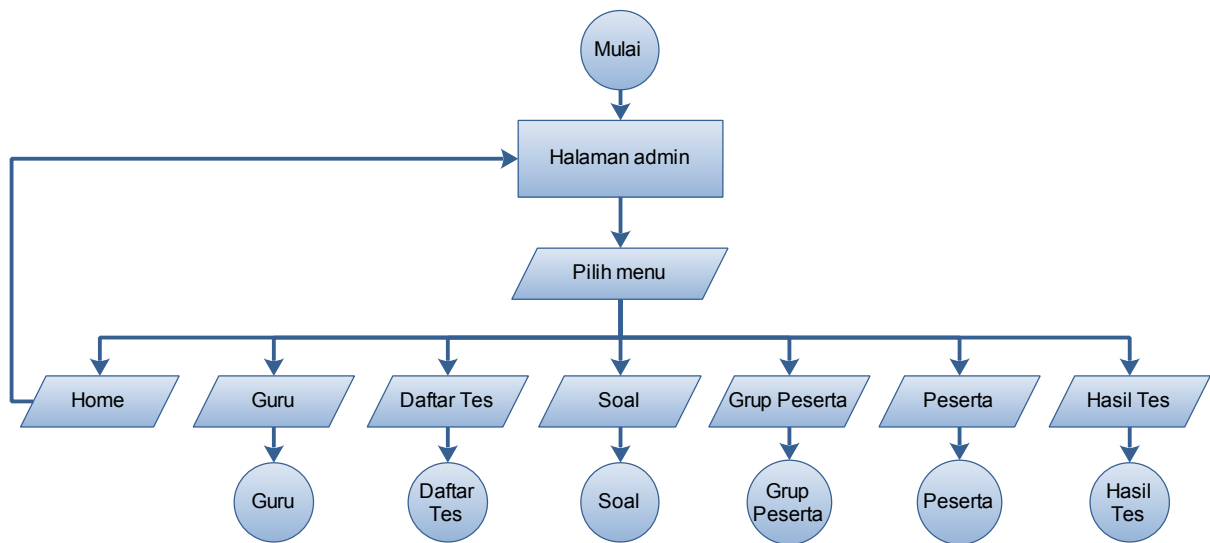 Mulai
Halaman admin
Pilih menu
Home
Guru
Daftar Tes
Soal
Grup Peserta
Peserta
Hasil Tes
Guru
Daftar
Tes
Soal
Grup
Peserta
Peserta
Hasil
Tes